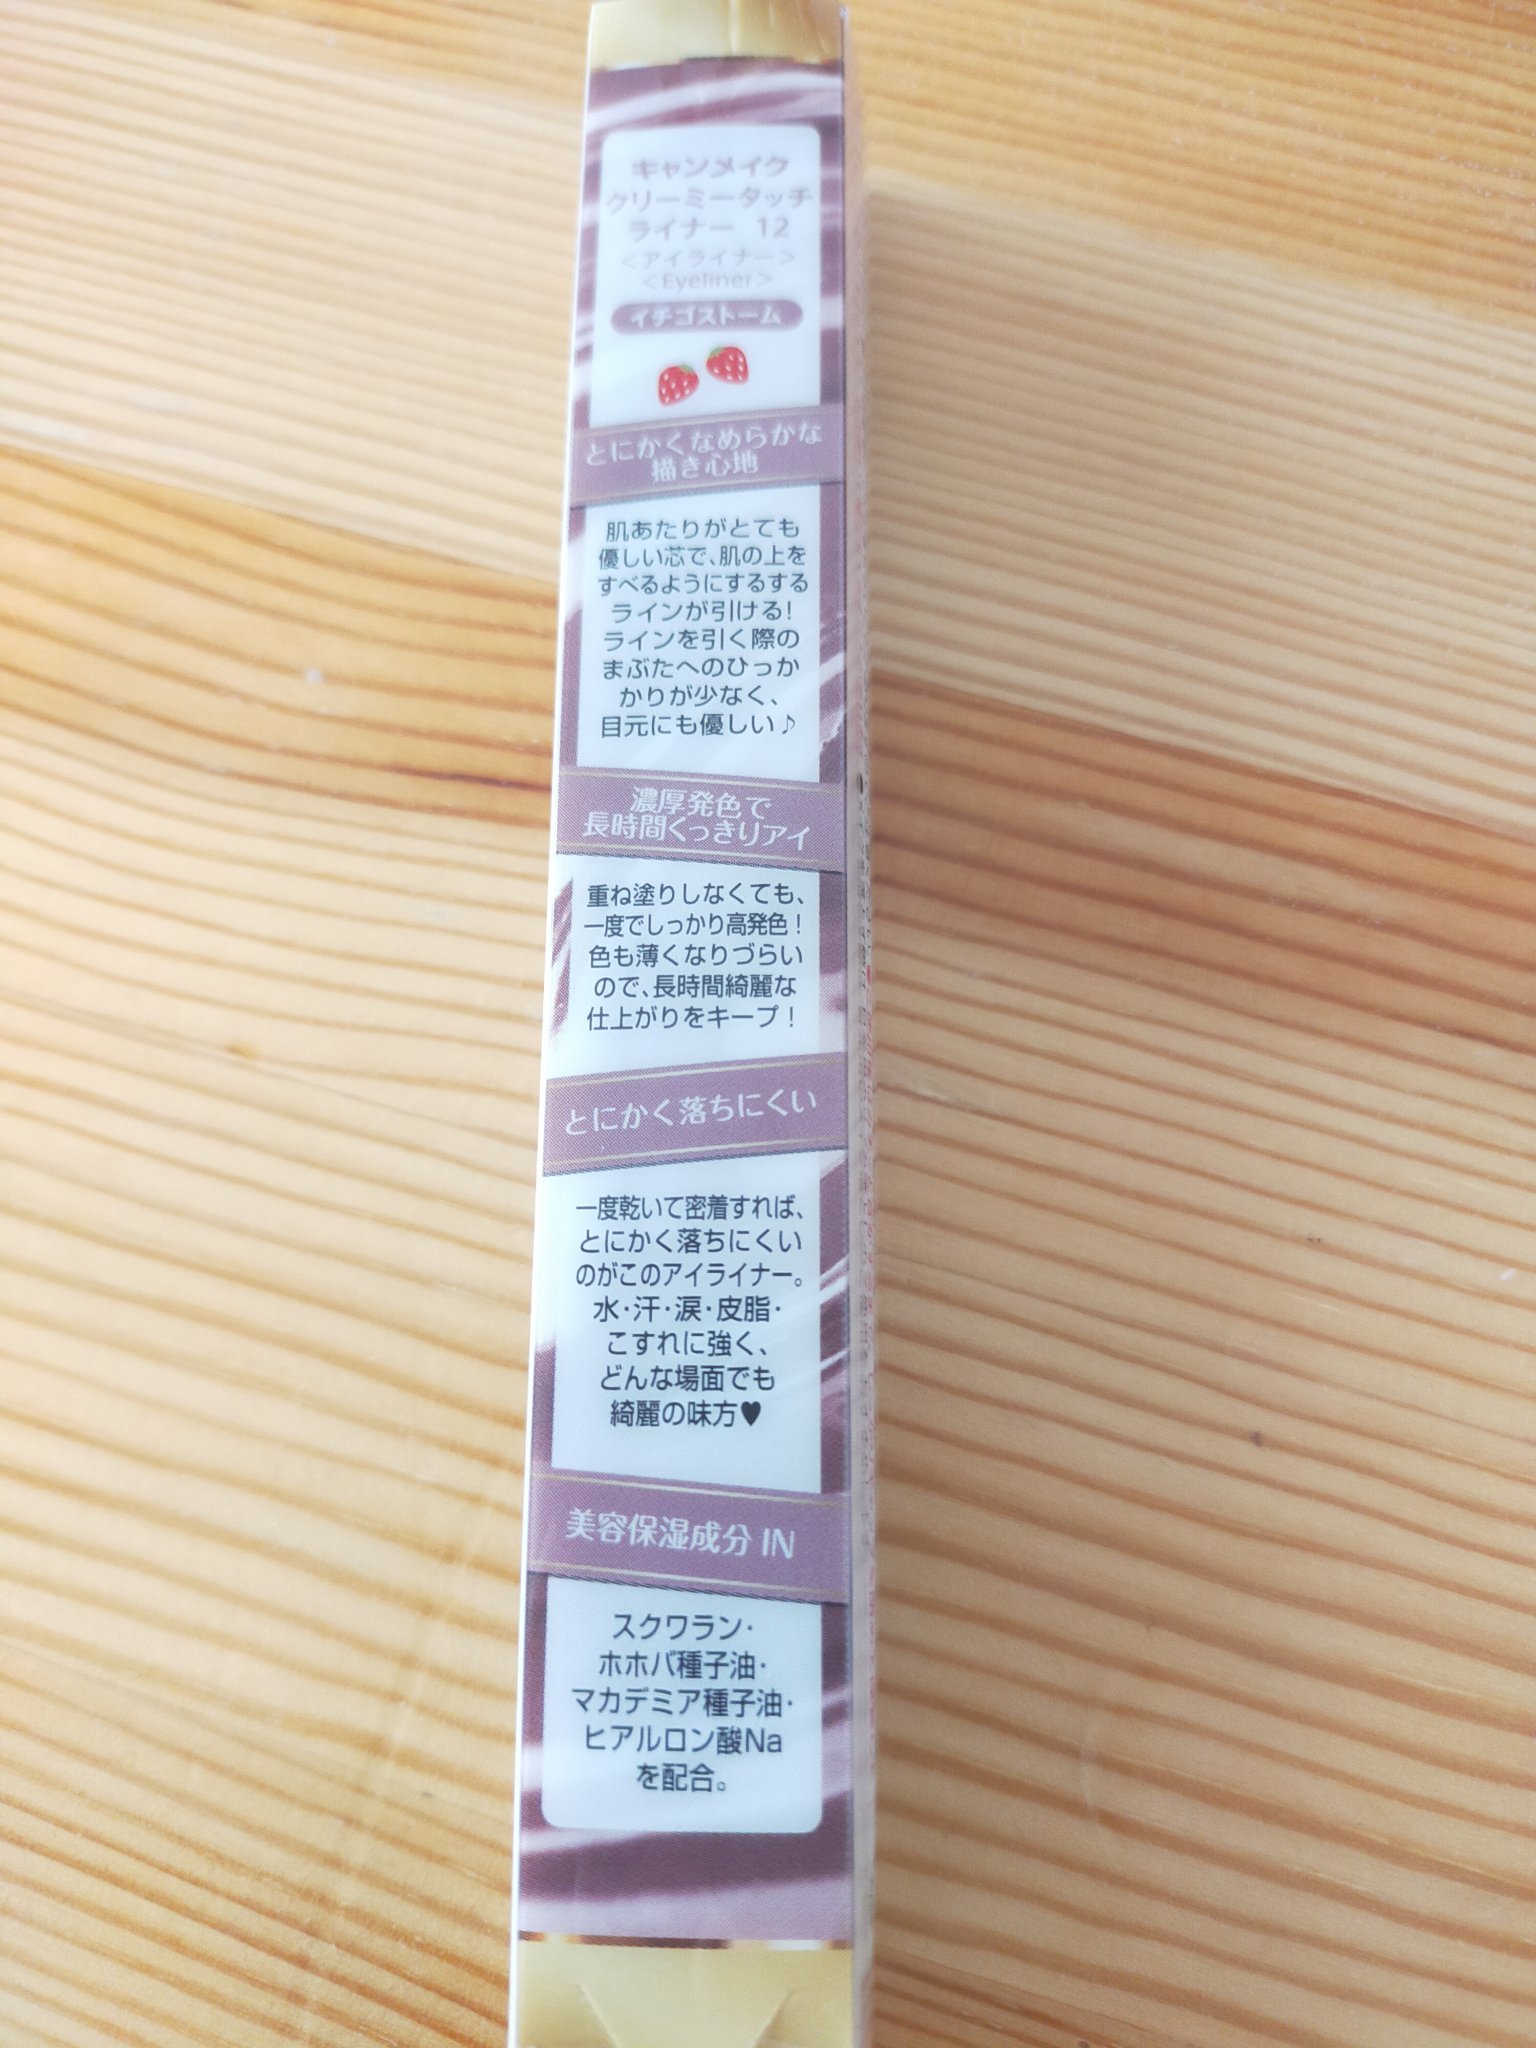 キャンメイク
クリーミータッチ
ライナー 12
＜アイライナー＞
＜Eyeliner＞
イチゴストーム
とにかくなめらかな
描き心地
肌あたりがとても
優しい芯で、肌の上を
すべるようにするする
ラインが引ける！
ラインを引く際の
まぶたへのひっか
かりが少なく、
目元にも優しい♪
濃厚発色で
長時間くっきりアイ
重ね塗りしなくても、
一度でしっかり高発色！
色も薄くなりづらい
ので、長時間綺麗な
仕上がりをキープ！
とにかく落ちにくい
一度乾いて密着すれば、
とにかく落ちにくい
のがこのアイライナー。
水・汗・涙・皮脂・
こすれに強く、
どんな場面でも
綺麗の味方♥
美容保湿成分 IN
スクワラン・
ホホバ種子油・
マカデミア種子油・
ヒアルロン酸Na
を配合。